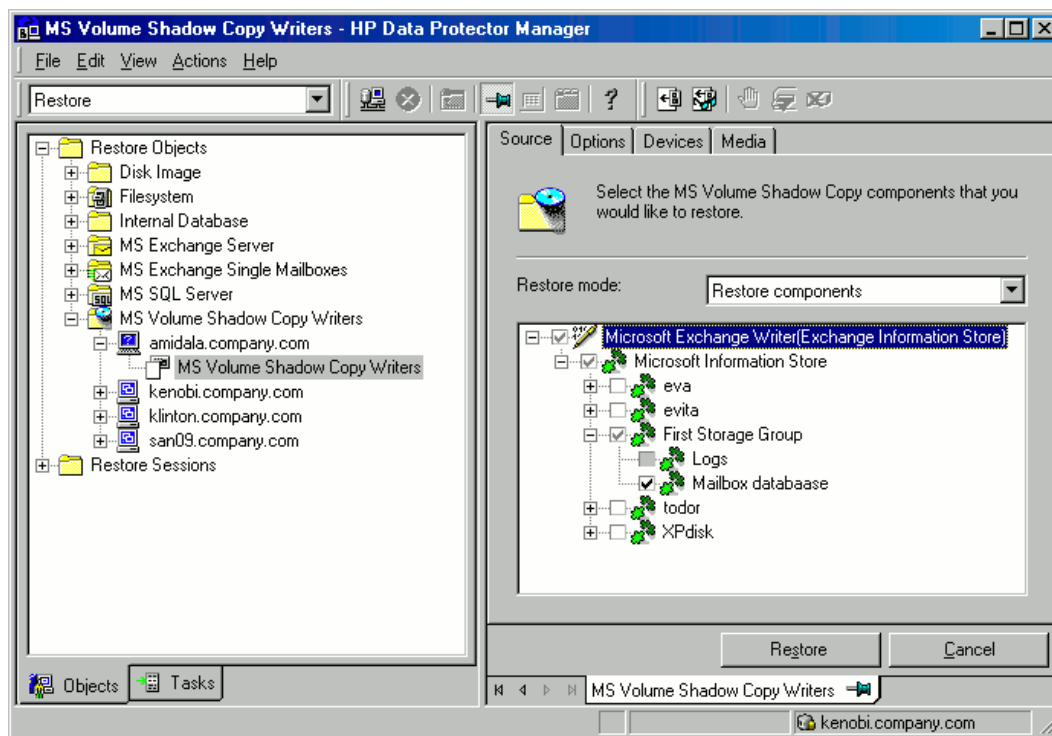 MS Volume Shadow Copy Writers - HP Data Protector Manager
File Edit View Actions Help
Restore
Restore Objects
Disk Image
Filesystem
Internal Database
MS Exchange Server
MS Exchange Single Mailboxes
SQL MS SQL Server
MS Volume Shadow Copy Writers
amidala.company.com
MS Volume Shadow Copy Writers
kenobi.company.com
klinton.company.com
san09.company.com
Restore Sessions
Objects Tasks
Source Options Devices Media
Select the MS Volume Shadow Copy components that you
would like to restore.
Restore mode: Restore components
Microsoft Exchange Writer(Exchange Information Store)
Microsoft Information Store
eva
evita
First Storage Group
Logs
Mailbox databaase
todor
XPdisk
Restore Cancel
MS Volume Shadow Copy Writers
kenobi.company.com